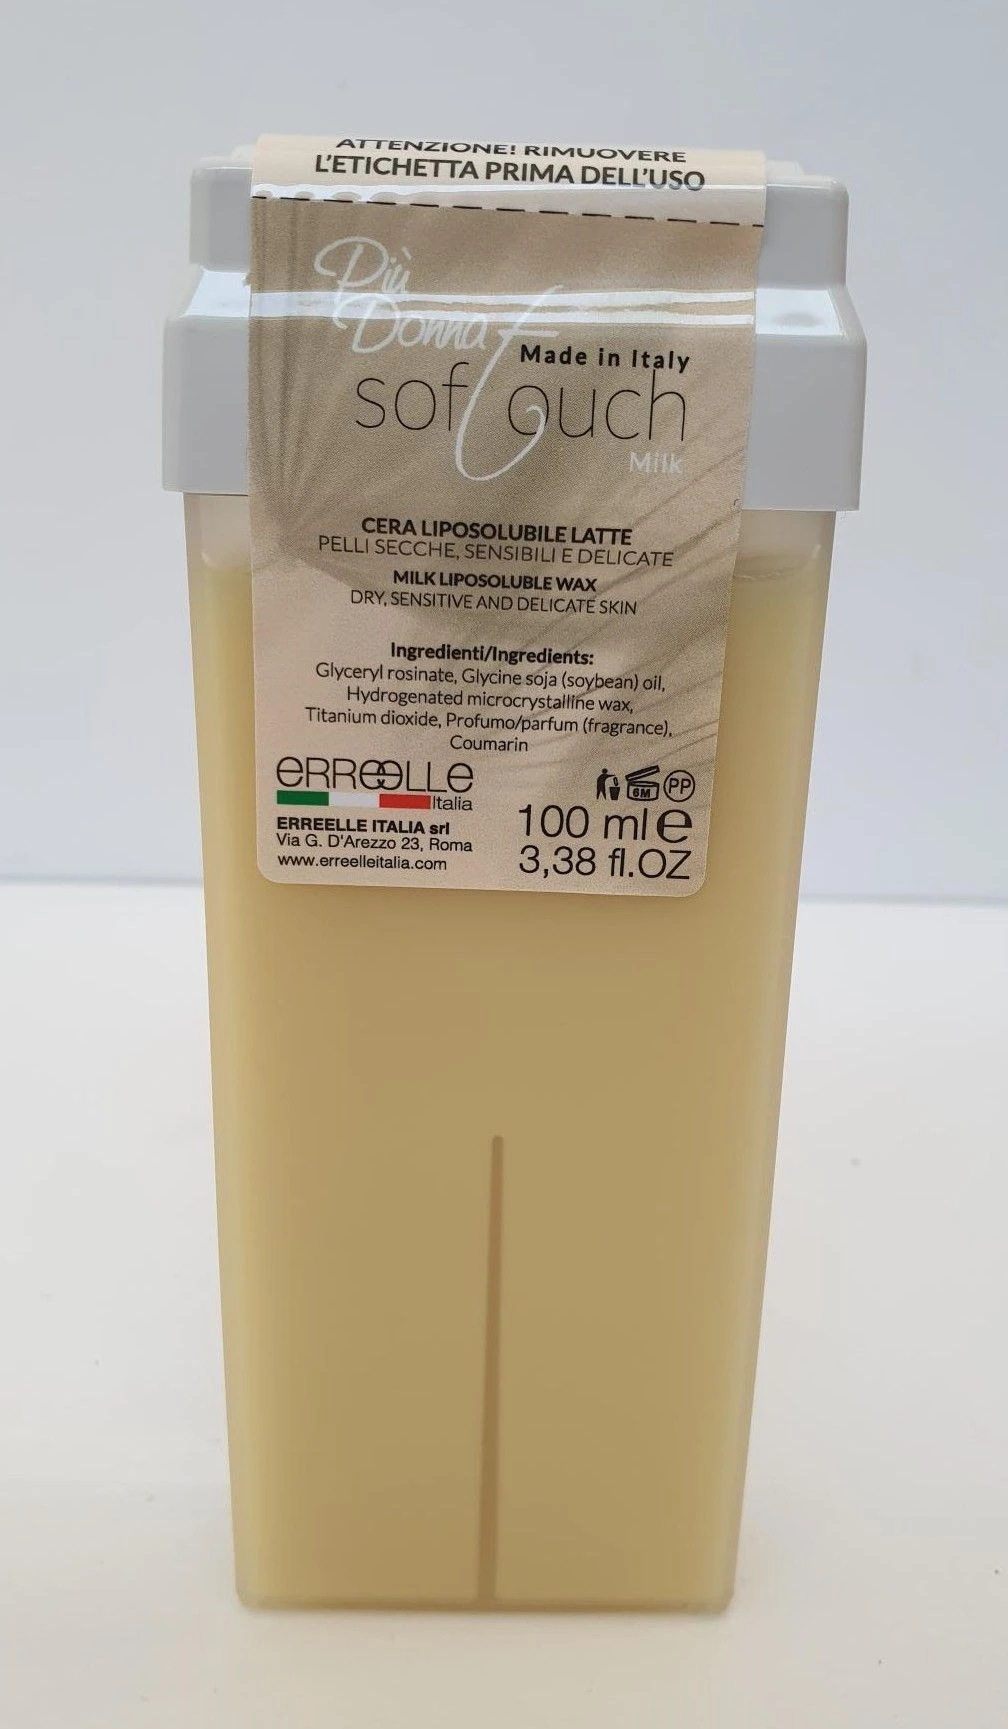 ATTENZIONE! RIMUOVERE
L'ETICHETTA PRIMA DELL'USO
Più
Donna
Made in Italy
sofTouch
Milk
CERA LIPOSOLUBILE LATTE
PELLI SECCHE, SENSIBILI E DELICATE
MILK LIPOSOLUBLE WAX
DRY, SENSITIVE AND DELICATE SKIN
Ingredienti/Ingredients:
Glyceryl rosinate, Glycine soja (soybean) oil,
Hydrogenated microcrystalline wax,
Titanium dioxide, Profumo/parfum (fragrance),
Coumarin
erreelle
Italia
ERREELLE ITALIA srl
Via G. D'Arezzo 23, Roma
www.erreelleitalia.com
6M PP
100 ml e
3,38 fl.OZ